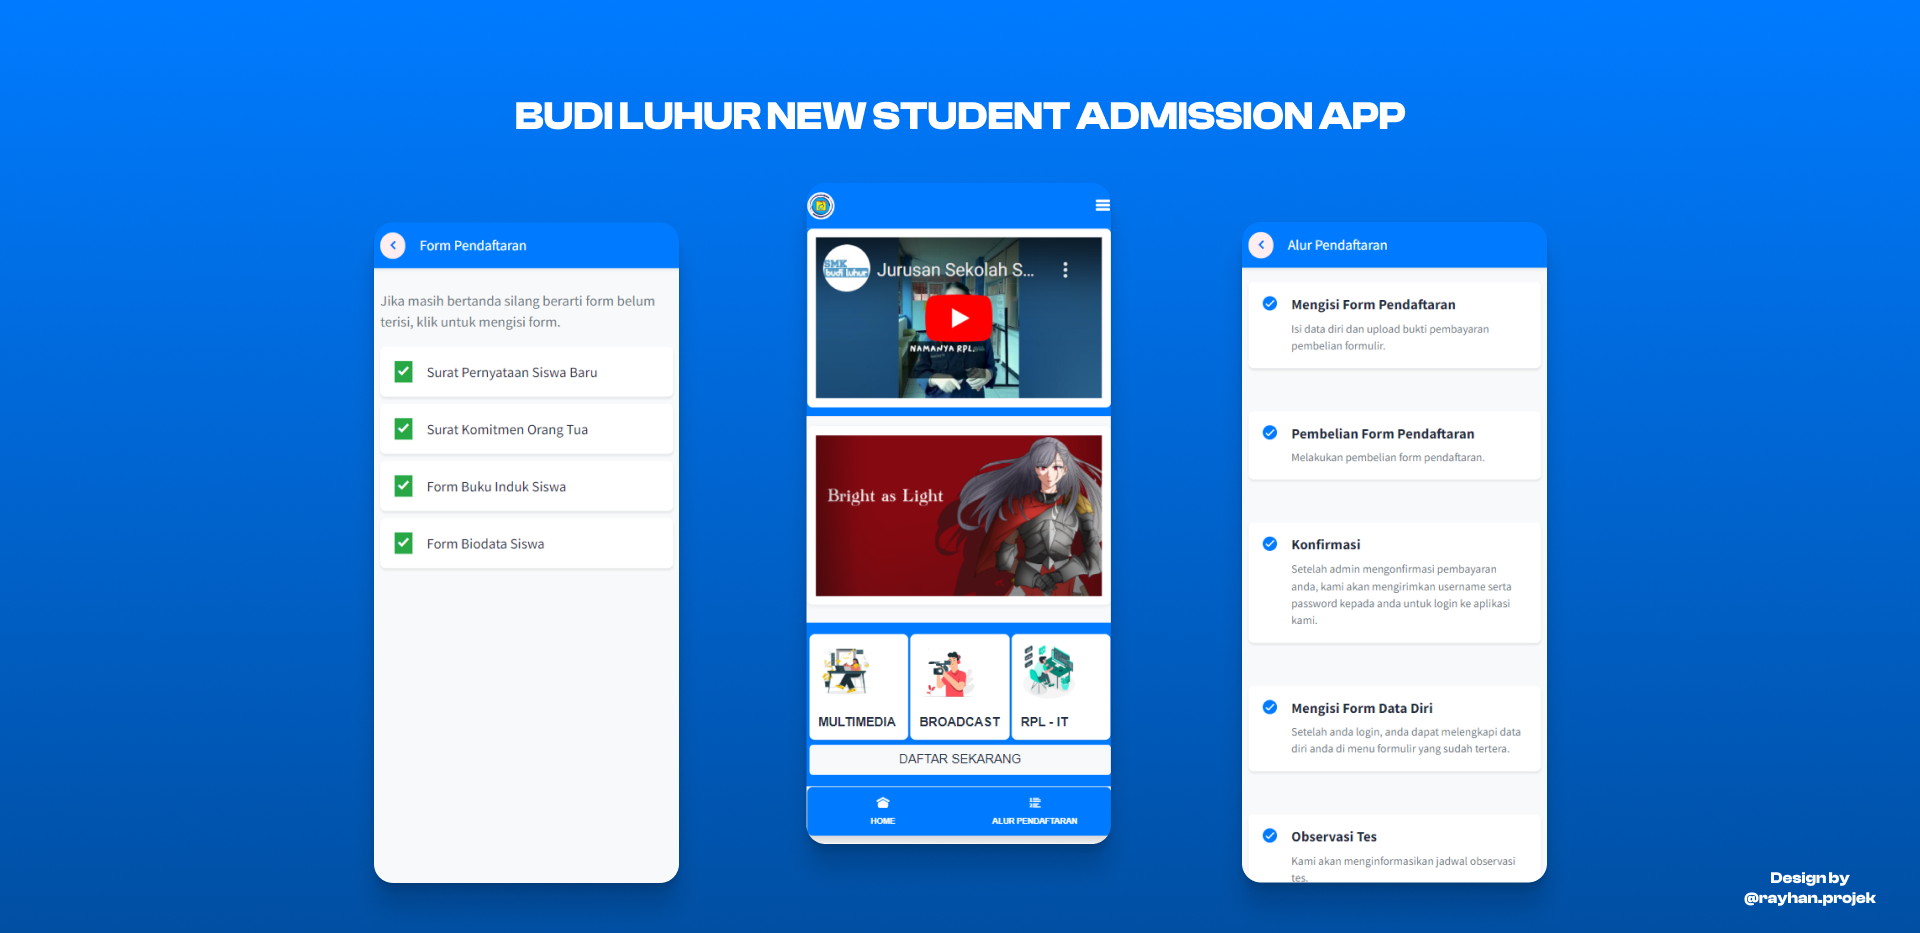 BUDI LUHUR NEW STUDENT ADMISSION APP
Form Pendaftaran
Jika masih bertanda silang berarti form belum
terisi, klik untuk mengisi form.
Surat Pernyataan Siswa Baru
Surat Komitmen Orang Tua
Form Buku Induk Siswa
Form Biodata Siswa
SMK
budi luhur
Jurusan Sekolah S...
NAMANYA RPL.
Bright as Light
MULTIMEDIA
BROADCAST
RPL - IT
DAFTAR SEKARANG
HOME
ALUR PENDAFTARAN
Alur Pendaftaran
Mengisi Form Pendaftaran
Isi data diri dan upload bukti pembayaran
pembelian formulir.
Pembelian Form Pendaftaran
Melakukan pembelian form pendaftaran.
Konfirmasi
Setelah admin mengonfirmasi pembayaran
anda, kami akan mengirimkan username serta
password kepada anda untuk login ke aplikasi
kami.
Mengisi Form Data Diri
Setelah anda login, anda dapat melengkapi data
diri anda di menu formulir yang sudah tertera.
Observasi Tes
Kami akan menginformasikan jadwal observasi
tes.
Design by
@rayhan.projek